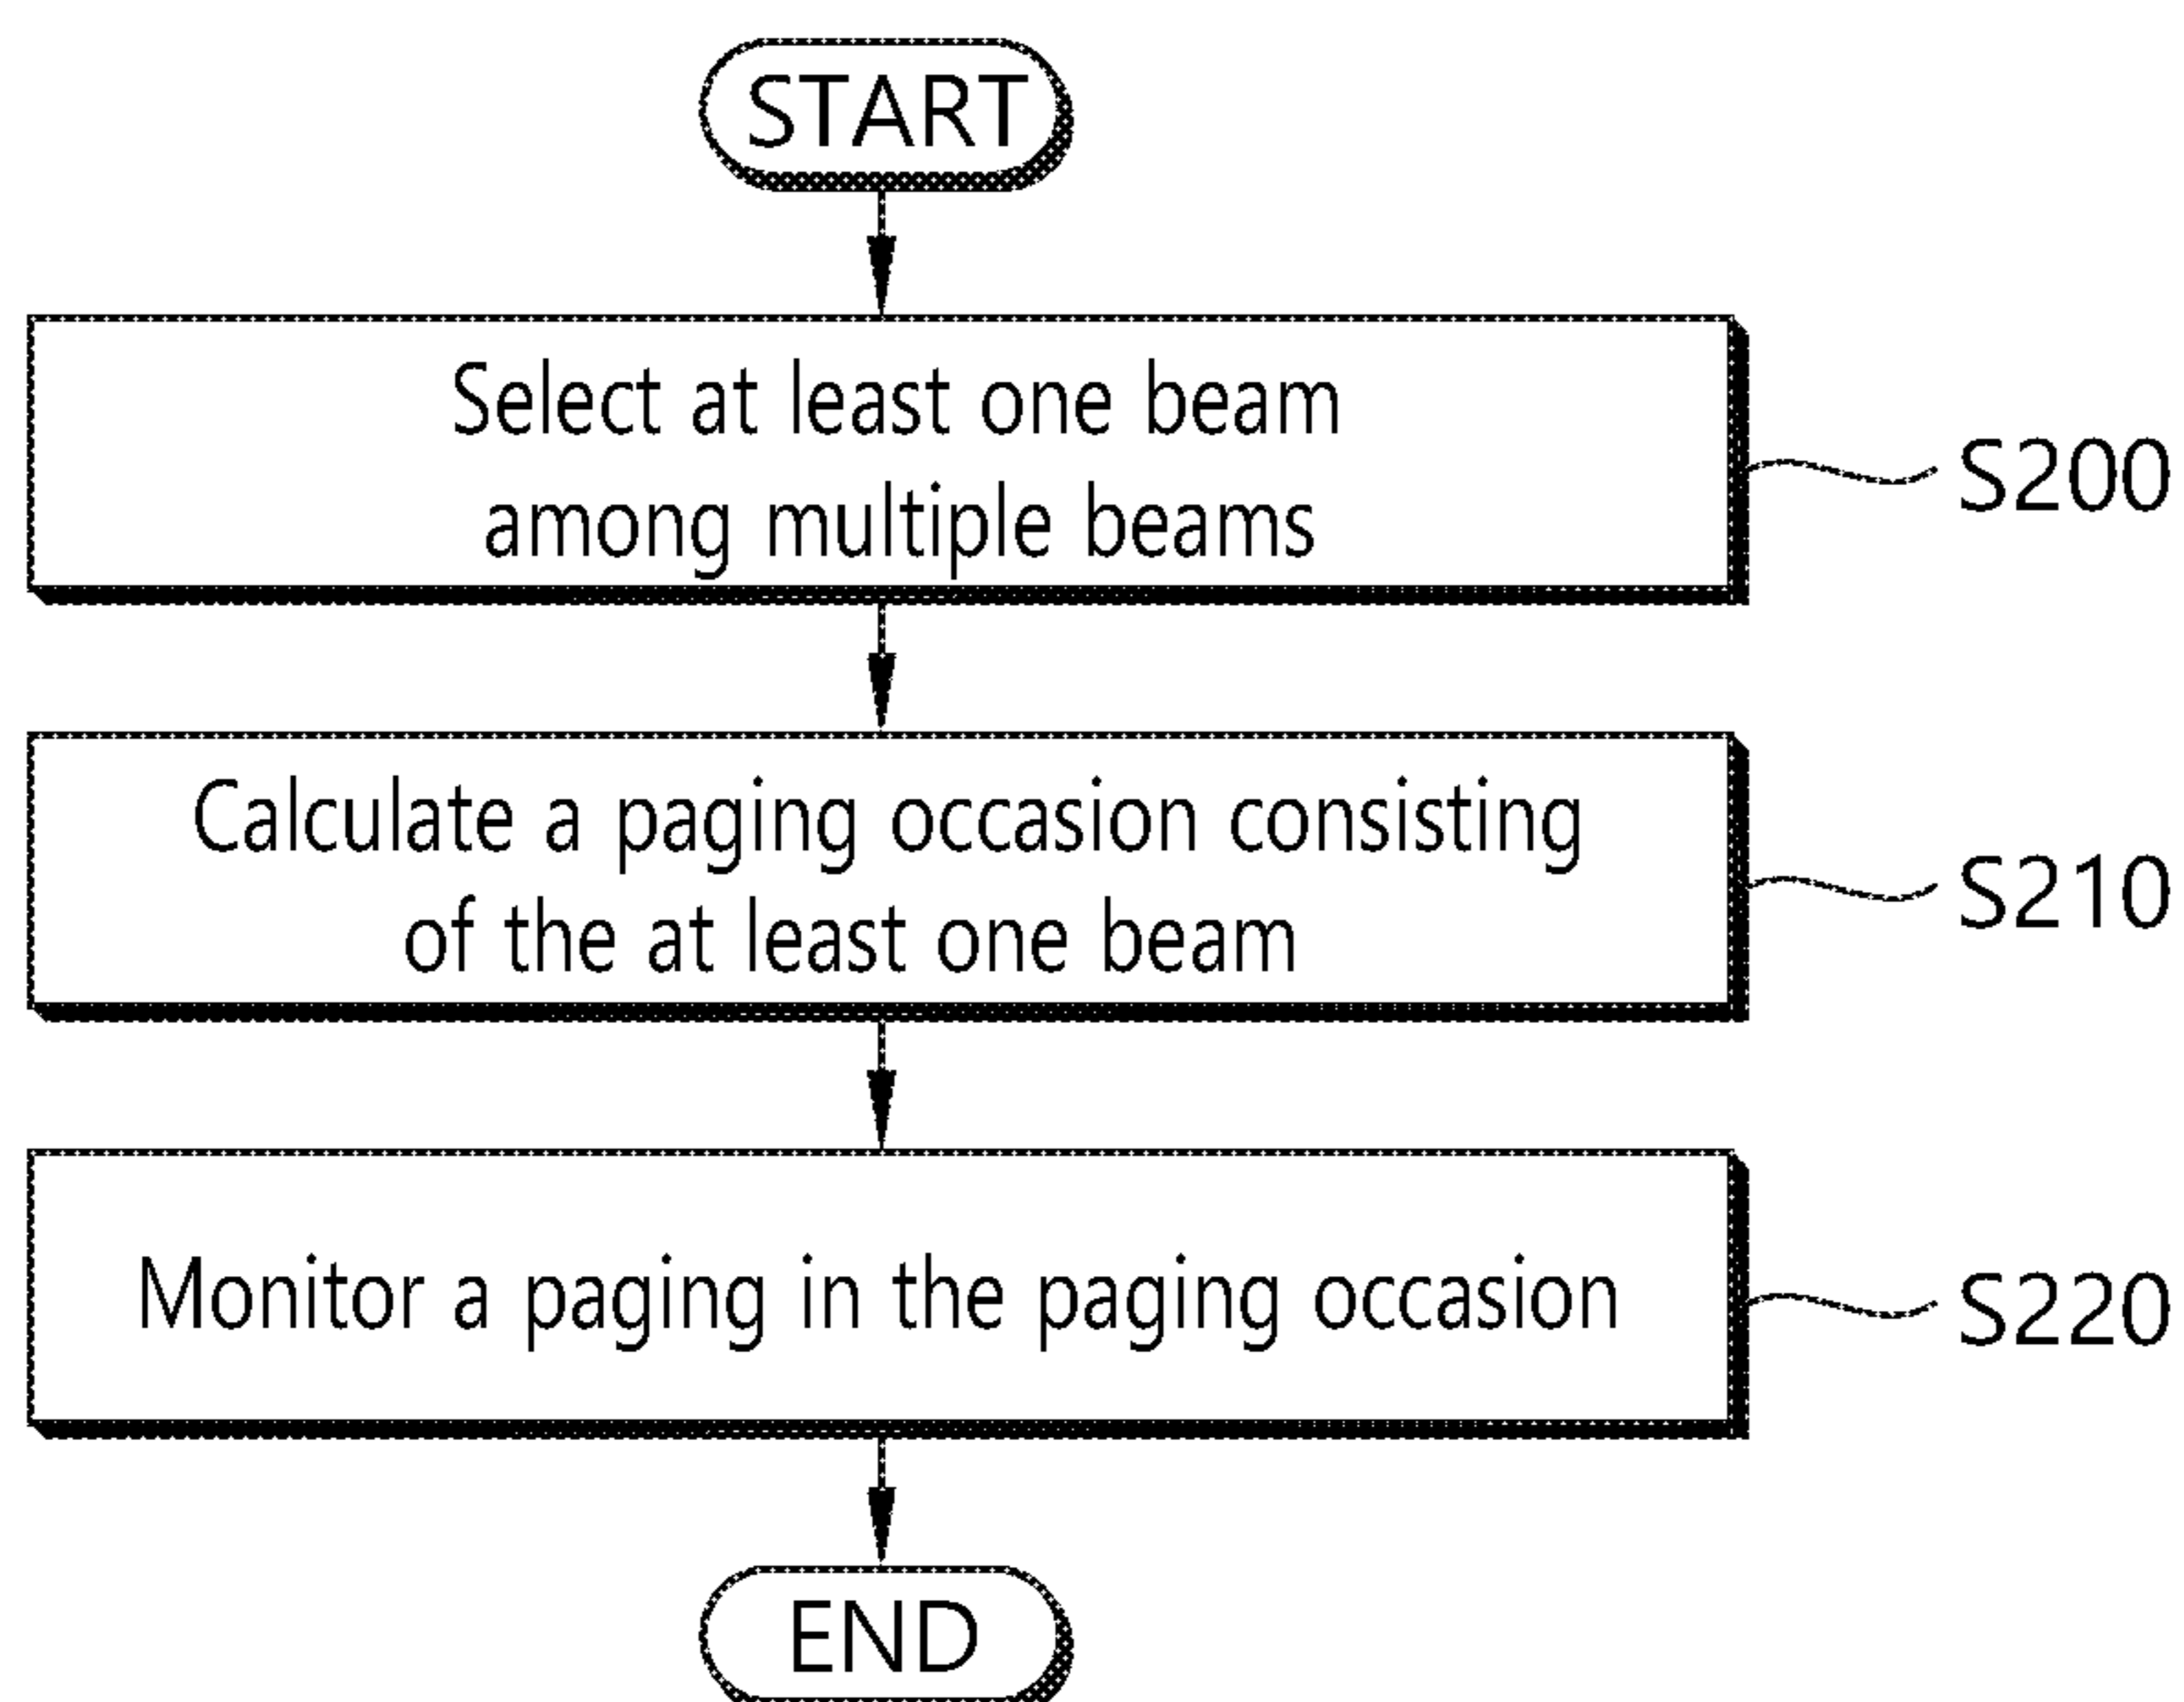 START
Select at least one beam
among multiple beams
S200
Calculate a paging occasion consisting
of the at least one beam
S210
Monitor a paging in the paging occasion
S220
END